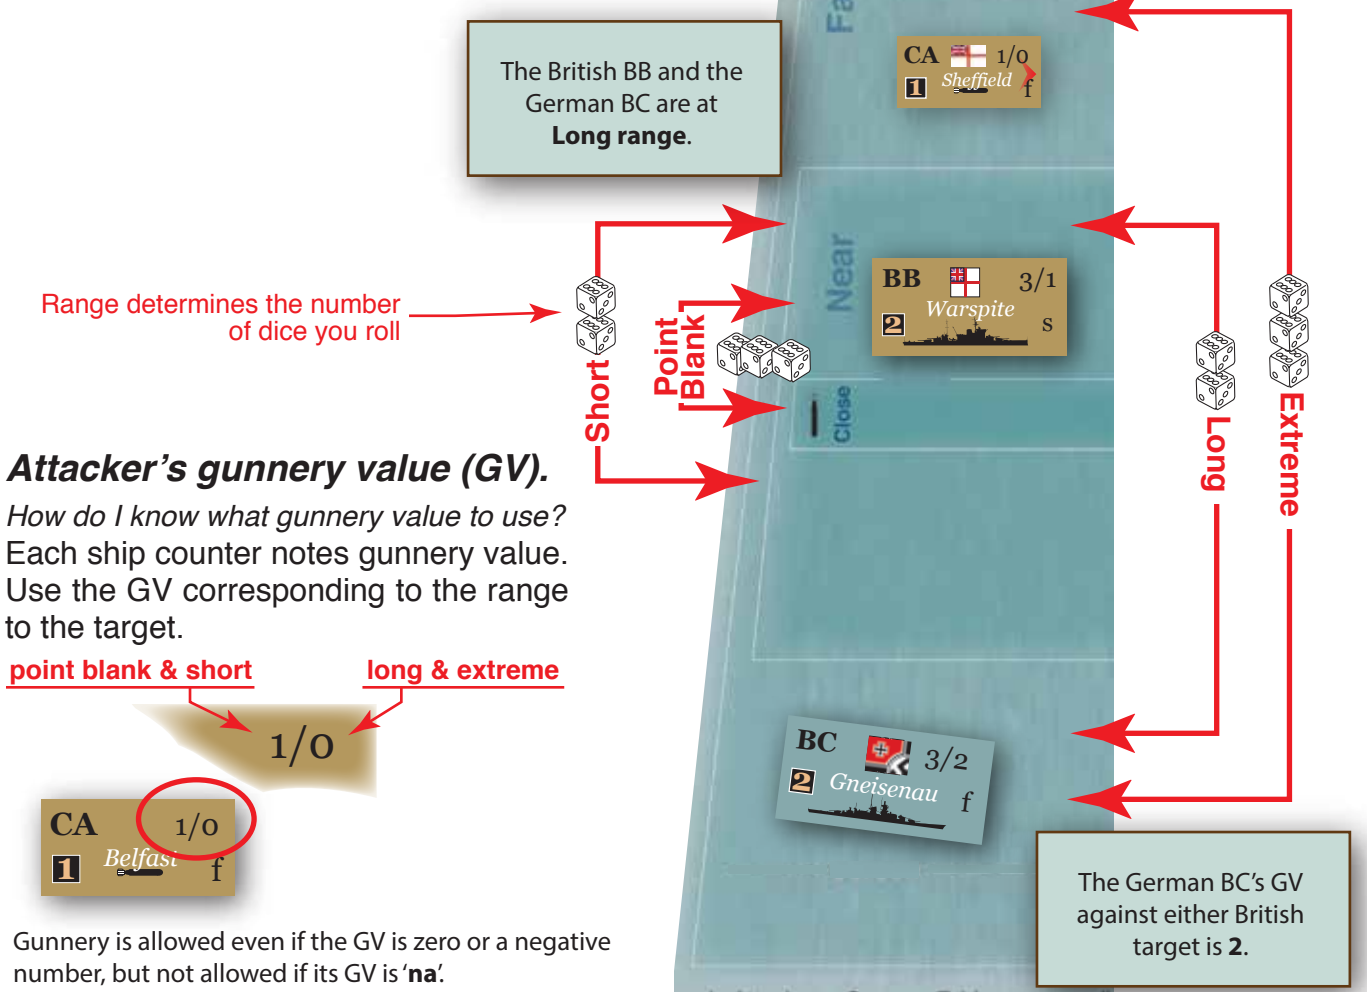 Fa
CA 1/0
1 Sheffield f
The British BB and the
German BC are at
Long range.
Near
BB 3/1
Warspite
2 s
Range determines the number
of dice you roll
Short
Point
Blank
Close
Long
Extreme
Attacker's gunnery value (GV).
How do I know what gunnery value to use?
Each ship counter notes gunnery value.
Use the GV corresponding to the range
to the target.
point blank & short long & extreme
1/0
CA 1/0
Belfast
1 f
BC 3/2
2 Gneisenau f
The German BC's GV
against either British
target is 2.
Gunnery is allowed even if the GV is zero or a negative
number, but not allowed if its GV is 'na'.